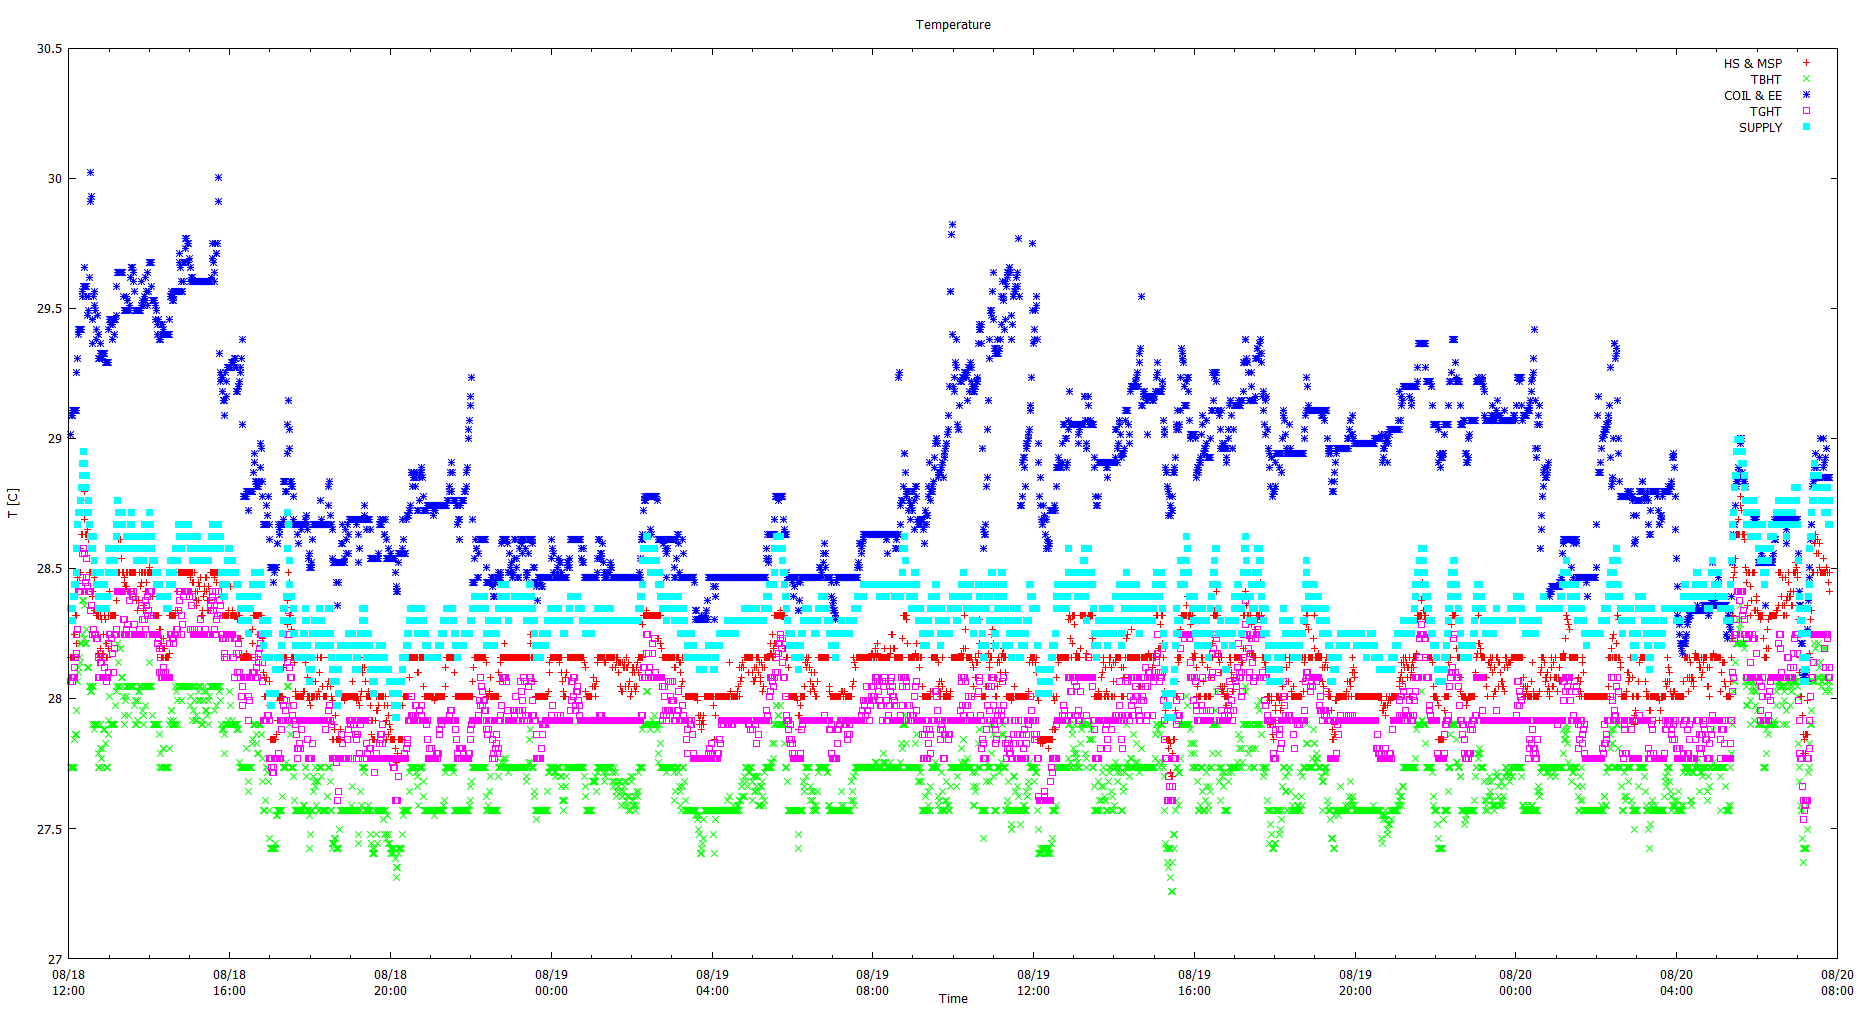 Temperature
30.5
30
29.5
29
28.5
28
27.5
27
T [C]
HS & MSP
TBHT
COIL & EE
TGHT
SUPPLY
08/18 08/18 08/18 08/19 08/19 08/19 08/19 08/19 08/19 08/20 08/20 08/20
12:00 16:00 20:00 00:00 04:00 08:00 12:00 16:00 20:00 00:00 04:00 08:00
Time